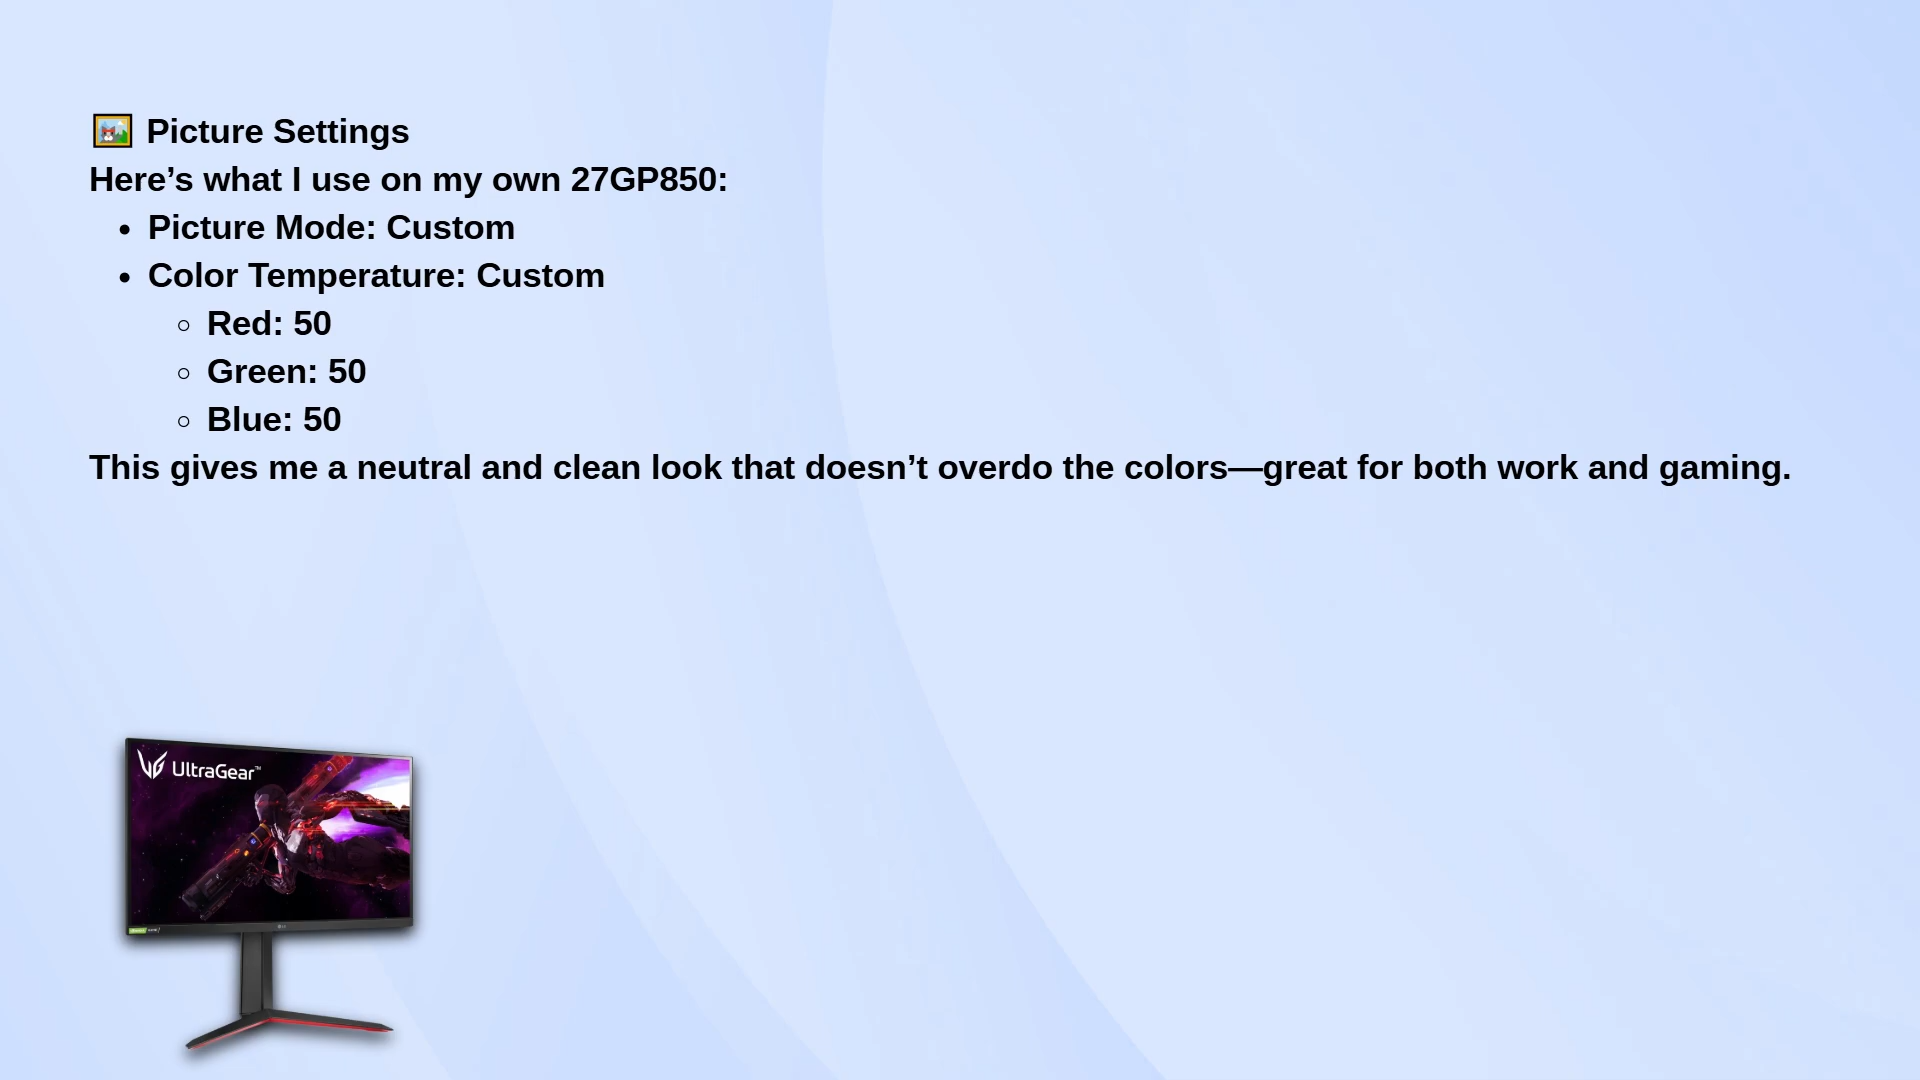 Picture Settings
Here’s what I use on my own 27GP850:
Picture Mode: Custom
Color Temperature: Custom
Red: 50
Green: 50
Blue: 50
This gives me a neutral and clean look that doesn’t overdo the colors—great for both work and gaming.
UltraGear™